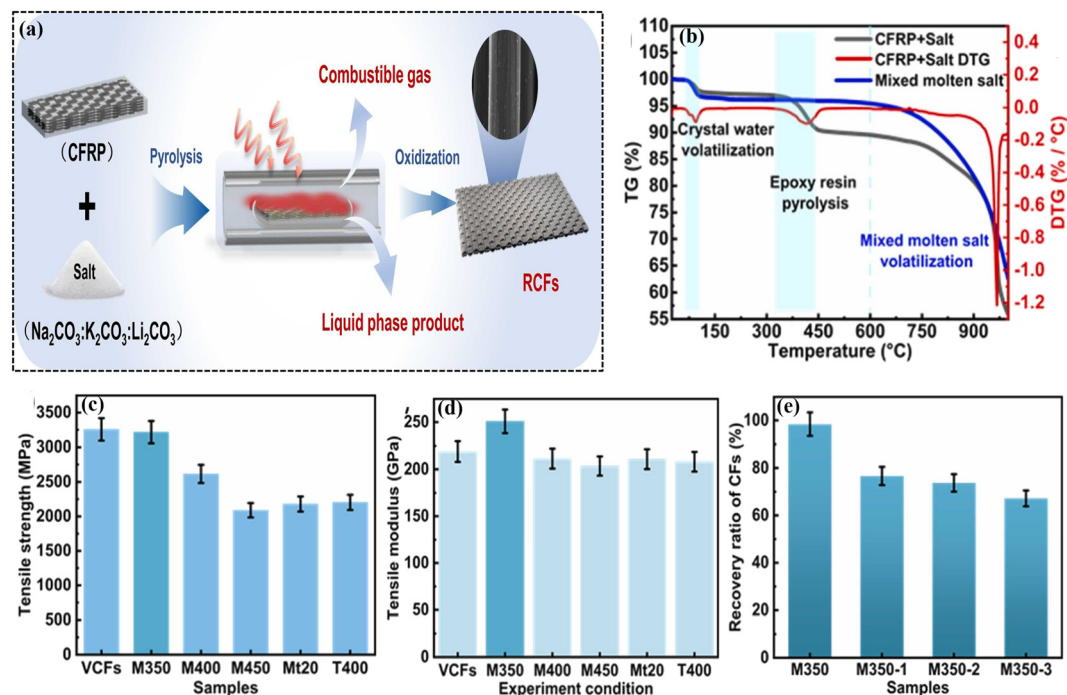 (a)
Combustible gas
(CFRP)
Pyrolysis
Oxidization
+
Salt
RCFs
Liquid phase product
(Na₂CO₃:K₂CO₃:Li₂CO₃)
(b)
CFRP+Salt
CFRP+Salt DTG
Mixed molten salt
Crystal water
volatilization
Epoxy resin
pyrolysis
Mixed molten salt
volatilization
TG (%)
110
105
100
95
90
85
80
75
70
65
60
55
DTG (% / °C)
0.4
0.2
0.0
-0.2
-0.4
-0.6
-0.8
-1.0
-1.2
150 300 450 600 750 900
Temperature (°C)
(c)
Tensile strength (MPa)
3500
3000
2500
2000
1500
1000
500
0
VCFs M350 M400 M450 Mt20 T400
Samples
(d)
Tensile modulus (GPa)
250
200
150
100
50
0
VCFs M350 M400 M450 Mt20 T400
Experiment condition
(e)
Recovery ratio of CFs (%)
100
80
60
40
20
0
M350 M350-1 M350-2 M350-3
Samples